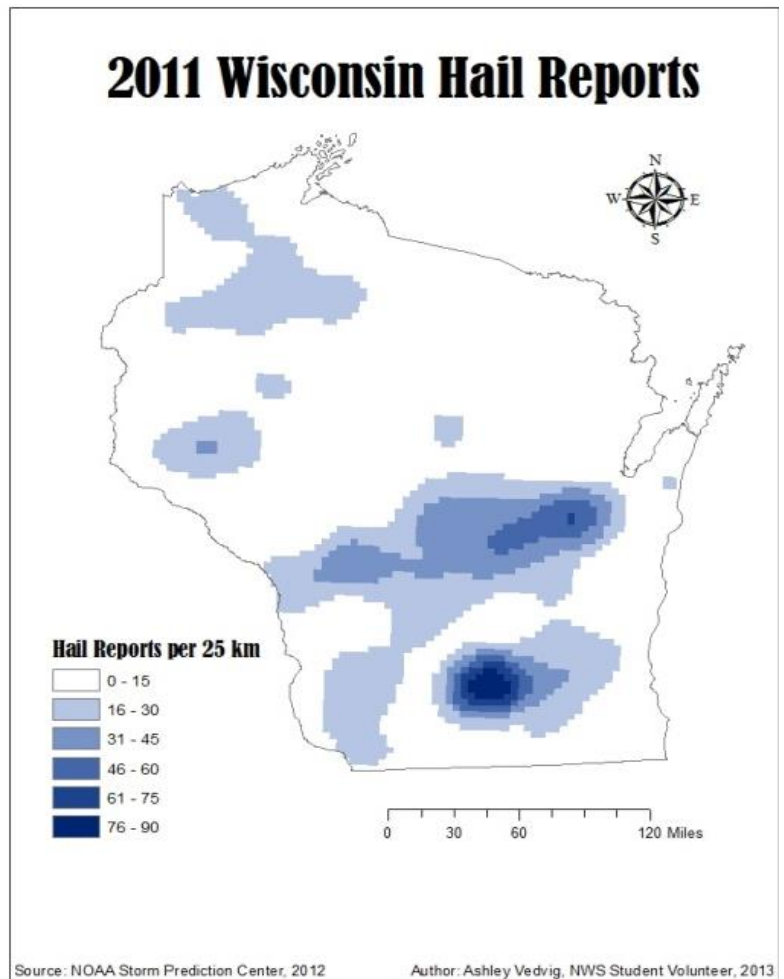 2011 Wisconsin Hail Reports
N
W E
S
Hail Reports per 25 km
0 - 15
16 - 30
31 - 45
46 - 60
61 - 75
76 - 90
0 30 60 120 Miles
Source: NOAA Storm Prediction Center, 2012 Author: Ashley Vedvig, NWS Student Volunteer,